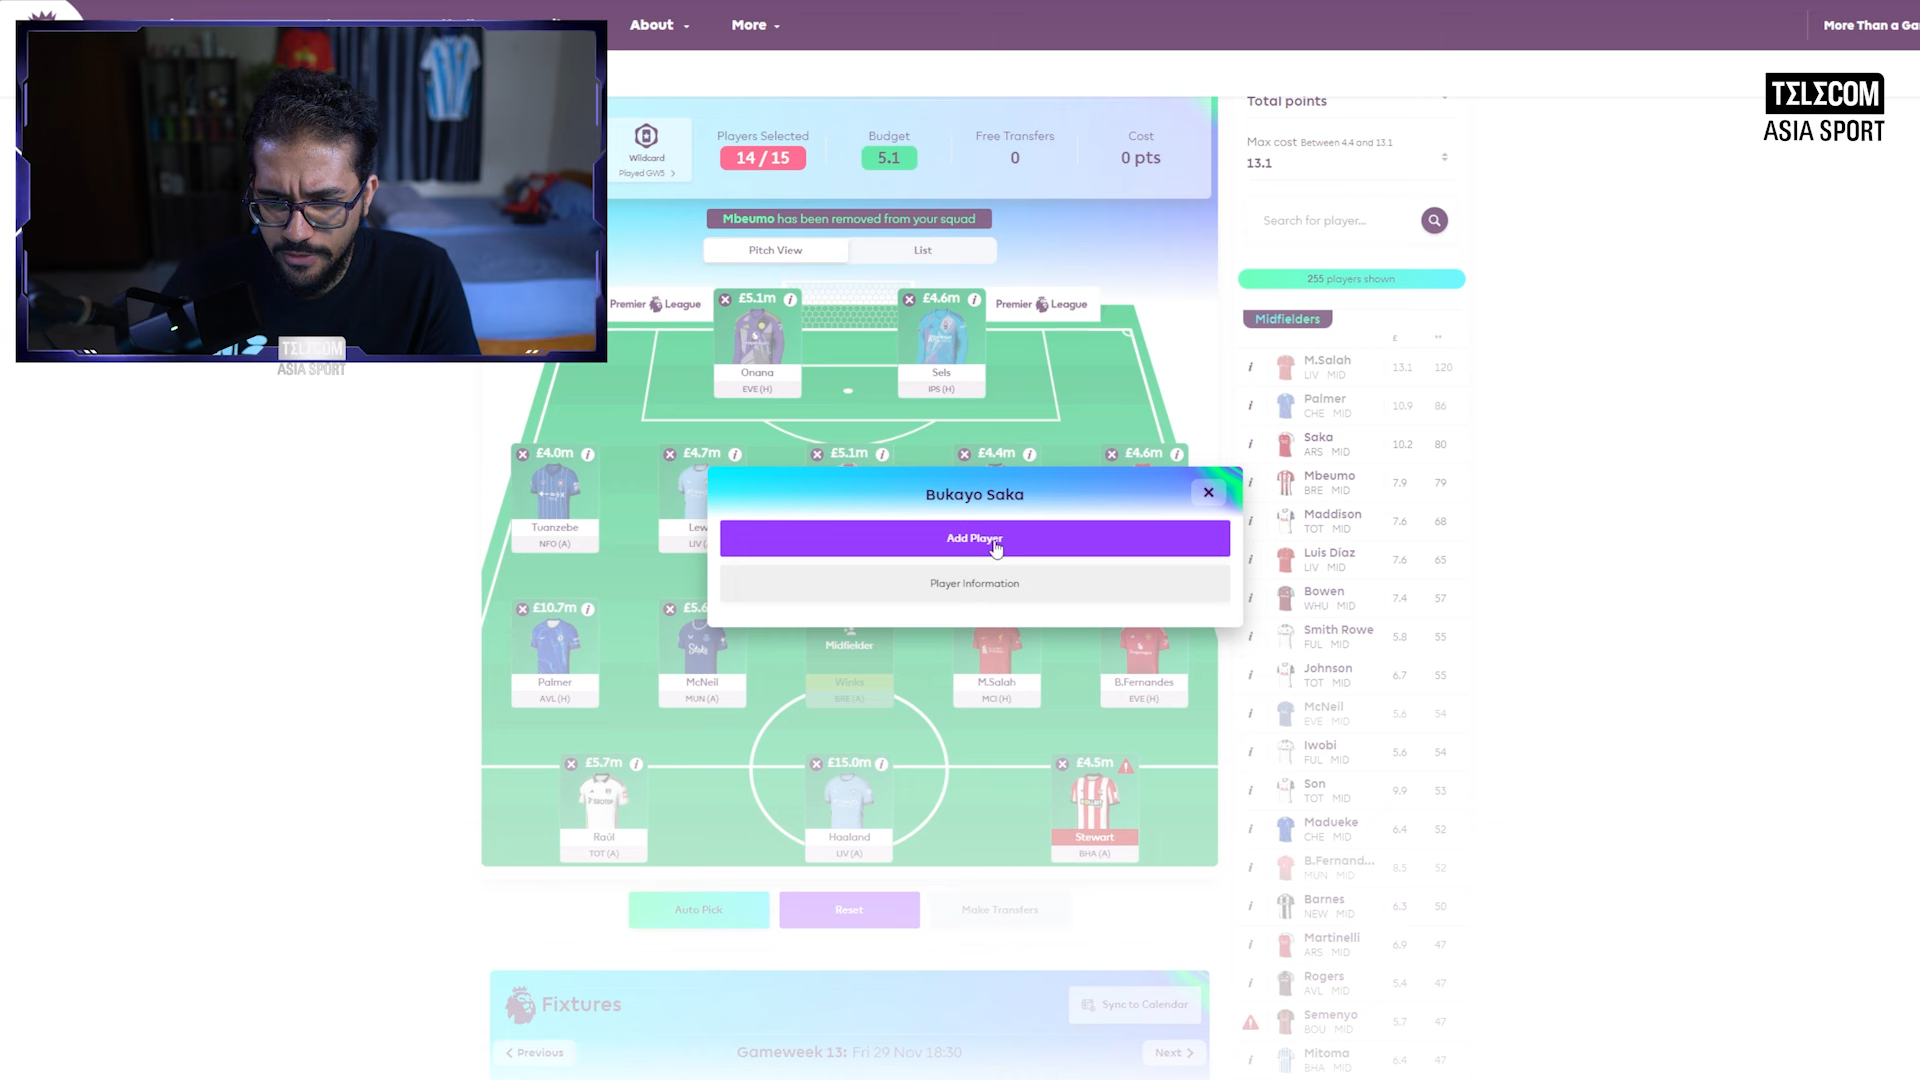 About
More
More Than a Ga
TELECOM
ASIA SPORT
TELECOM
ASIA SPORT
Wildcard
Played GW5
Players Selected
14 / 15
Budget
5.1
Free Transfers
0
Cost
0 pts
Mbeumo has been removed from your squad
Pitch View
List
Premier League
Premier League
£5.1m
Onana
EVE (H)
£4.6m
Sels
IPS (H)
£4.0m
Tuanzebe
NFO (A)
£4.7m
Lew
LIV (
£5.1m
£4.4m
£4.6m
Bukayo Saka
Add Player
Player Information
£10.7m
Palmer
AVL (H)
£5.6
McNeil
MUN (A)
Midfielder
Winks
BRE (A)
M.Salah
MCI (H)
B.Fernandes
EVE (H)
£5.7m
Raúl
TOT (A)
£15.0m
Haaland
LIV (A)
£4.5m
Stewart
BHA (A)
Auto Pick
Reset
Make Transfers
Fixtures
Sync to Calendar
Previous
Gameweek 13: Fri 29 Nov 18:30
Next
Total points
Max cost Between 4.4 and 13.1
13.1
Search for player...
255 players shown
Midfielders
£
**
M.Salah 13.1 120
LIV MID
Palmer 10.9 86
CHE MID
Saka 10.2 80
ARS MID
Mbeumo 7.9 79
BRE MID
Maddison 7.6 68
TOT MID
Luis Díaz 7.6 65
LIV MID
Bowen 7.4 57
WHU MID
Smith Rowe 5.8 55
FUL MID
Johnson 6.7 55
TOT MID
McNeil 5.6 54
EVE MID
Iwobi 5.6 54
FUL MID
Son 9.9 53
TOT MID
Madueke 6.4 52
CHE MID
B.Fernand... 8.5 52
MUN MID
Barnes 6.3 50
NEW MID
Martinelli 6.9 47
ARS MID
Rogers 5.4 47
AVL MID
Semenyo 5.7 47
BOU MID
Mitoma 6.4 47
BHA MID